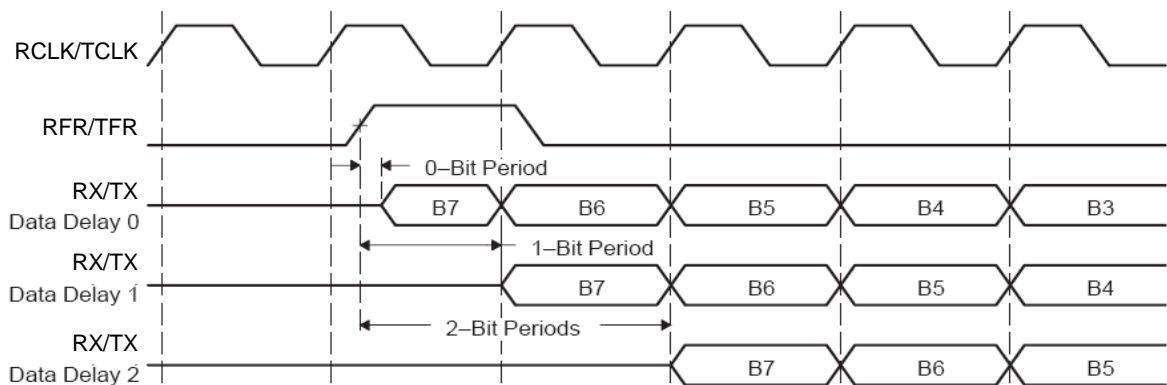 RCLK/TCLK
RFR/TFR
0–Bit Period
RX/TX
Data Delay 0
B7 B6 B5 B4 B3
1–Bit Period
RX/TX
Data Delay 1
B7 B6 B5 B4
2–Bit Periods
RX/TX
Data Delay 2
B7 B6 B5